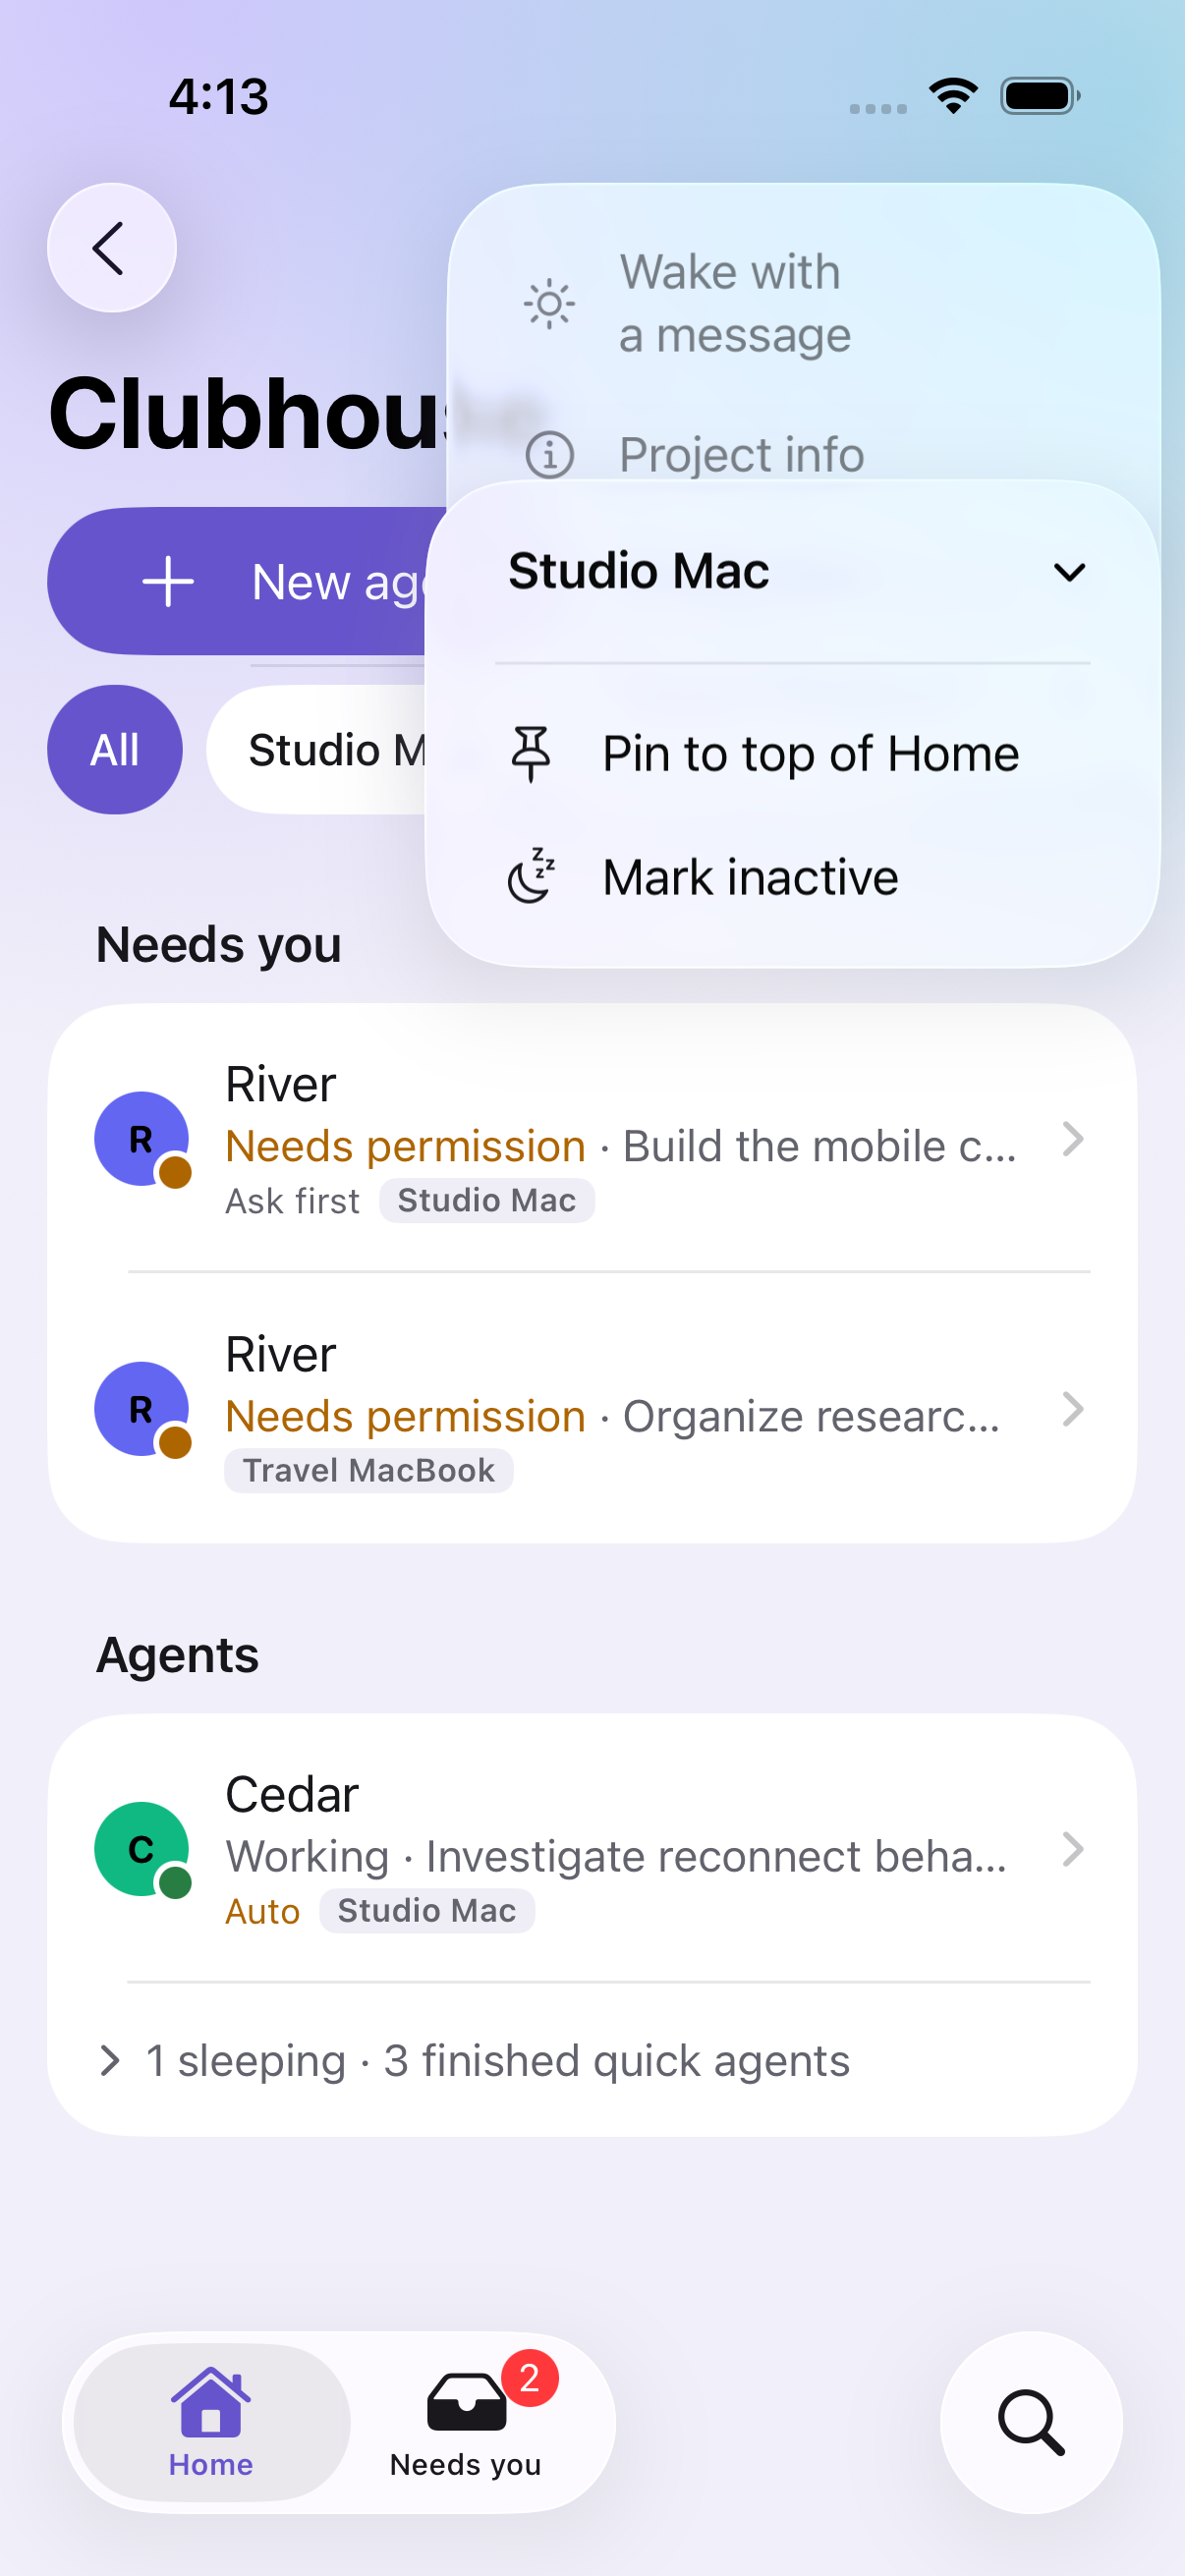 4:13
Wake with
a message
Project info
Clubhou
New age
Studio Mac
Pin to top of Home
Mark inactive
All
Studio M
Needs you
River
Needs permission · Build the mobile c...
Ask first Studio Mac
River
Needs permission · Organize researc...
Travel MacBook
Agents
C Cedar
Working · Investigate reconnect beha...
Auto Studio Mac
1 sleeping · 3 finished quick agents
2
Home
Needs you